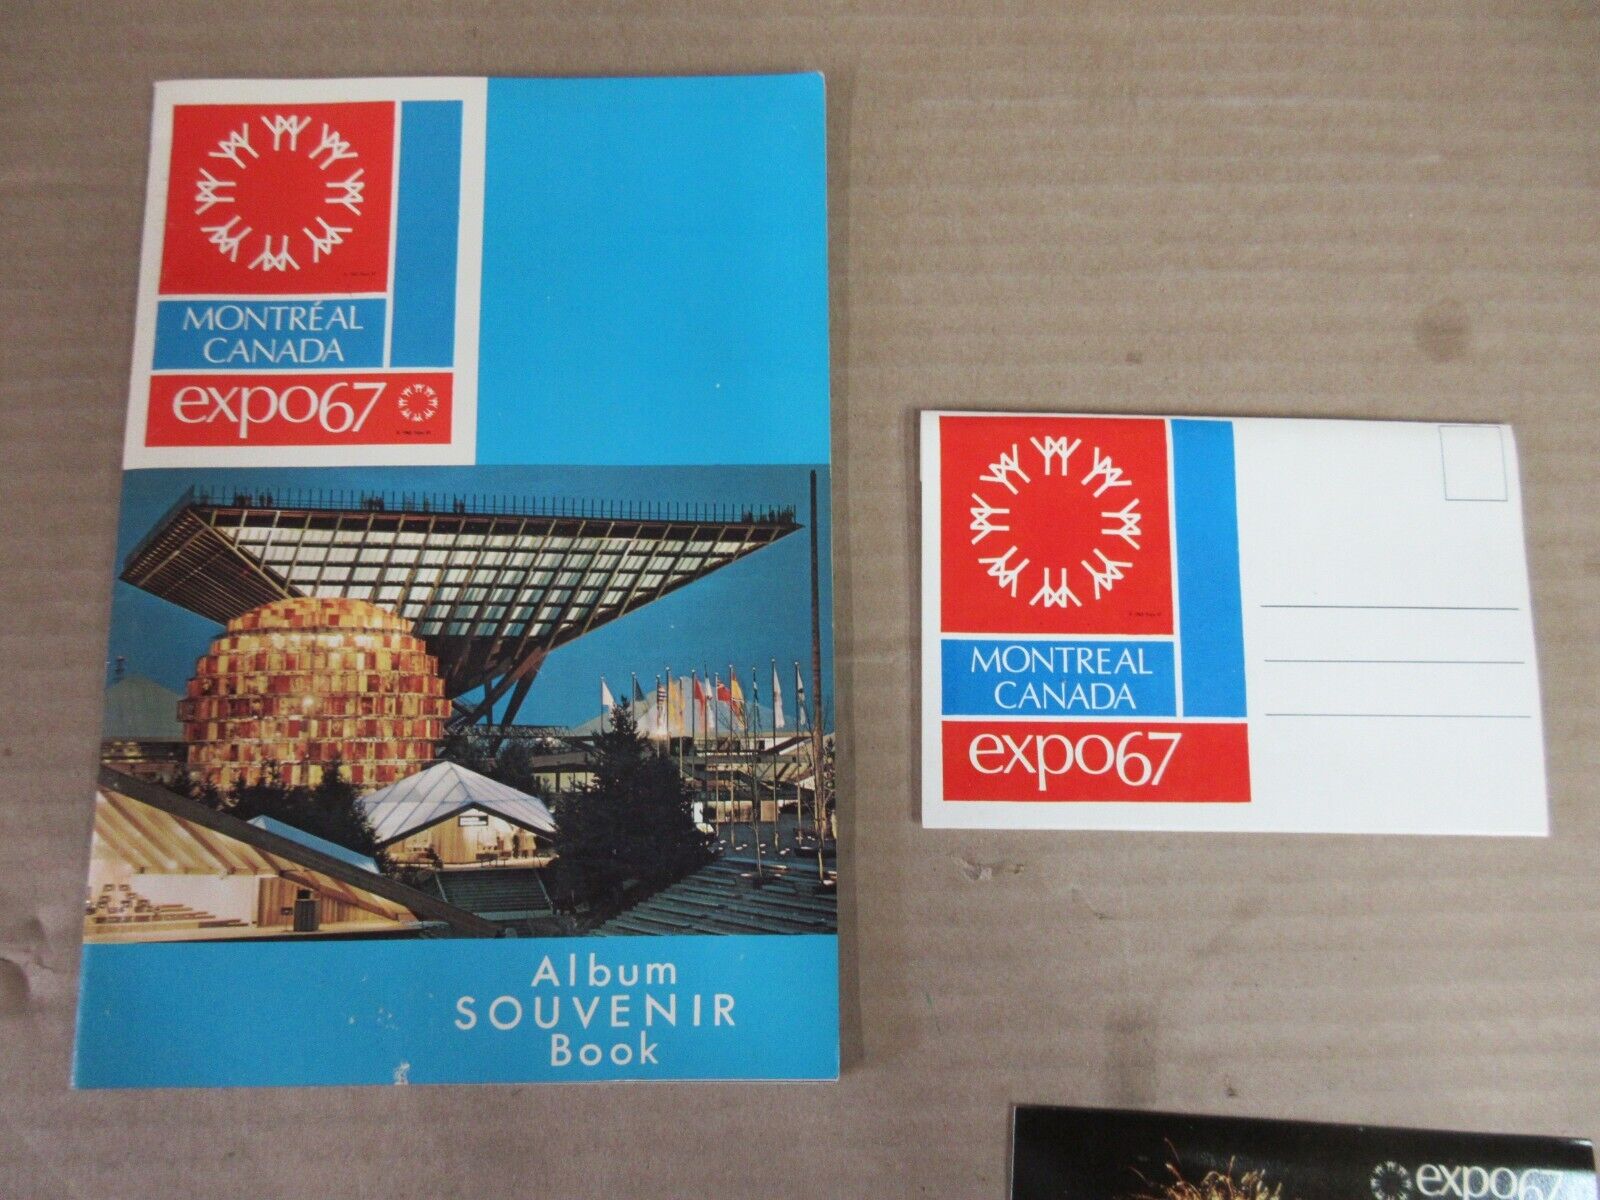 MONTRÉAL
CANADA
expo67
Album
SOUVENIR
Book
MONTREAL
CANADA
expo67
expo67